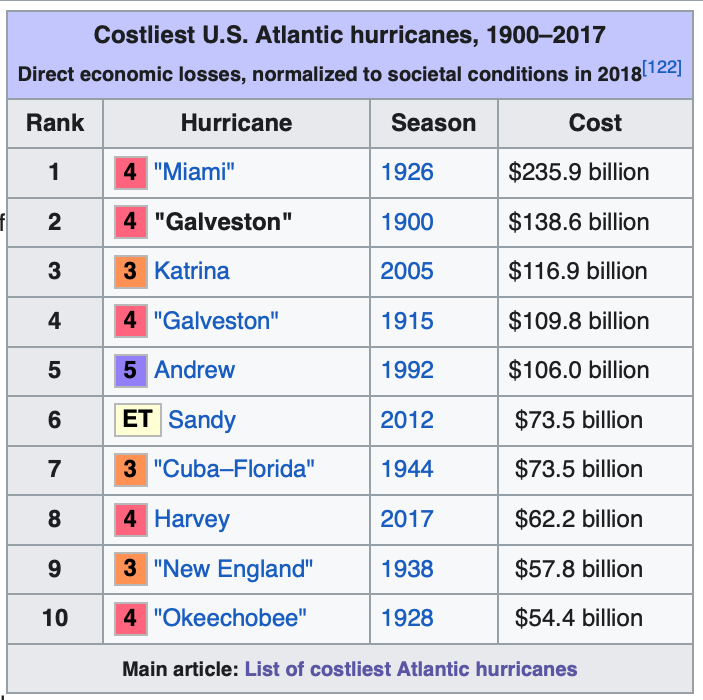 Costliest U.S. Atlantic hurricanes, 1900–2017
Direct economic losses, normalized to societal conditions in 2018[122]
Rank Hurricane Season Cost
1 4 "Miami" 1926 $235.9 billion
f 2 4 "Galveston" 1900 $138.6 billion
3 3 Katrina 2005 $116.9 billion
4 4 "Galveston" 1915 $109.8 billion
5 5 Andrew 1992 $106.0 billion
6 ET Sandy 2012 $73.5 billion
7 3 "Cuba–Florida" 1944 $73.5 billion
8 4 Harvey 2017 $62.2 billion
9 3 "New England" 1938 $57.8 billion
10 4 "Okeechobee" 1928 $54.4 billion
Main article: List of costliest Atlantic hurricanes